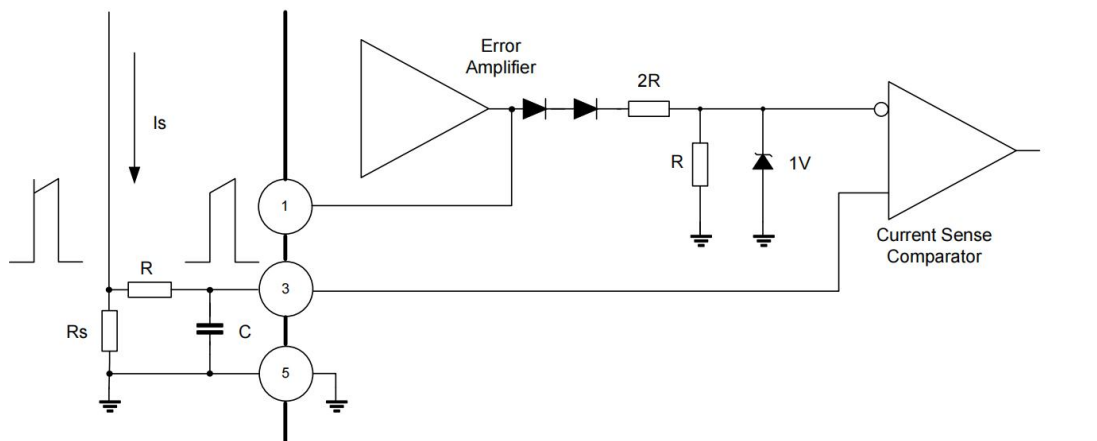 Error
Amplifier
2R
Is
R
1V
1
Current Sense
Comparator
R
3
Rs
C
5